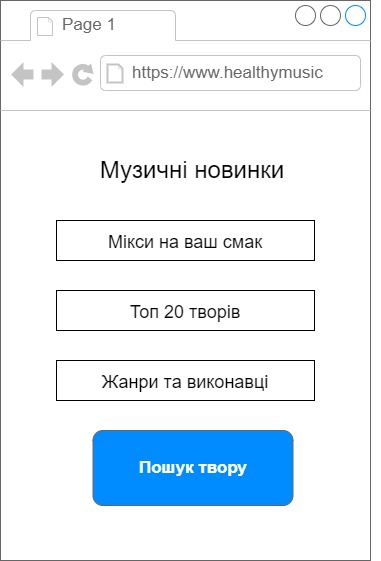 Page 1
https://www.healthymusic
Музичні новинки
Мікси на ваш смак
Топ 20 творів
Жанри та виконавці
Пошук твору